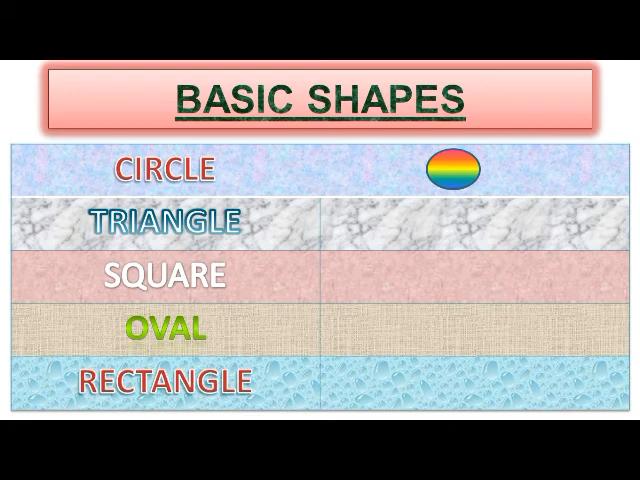 BASIC SHAPES
CIRCLE
TRIANGLE
SQUARE
OVAL
RECTANGLE